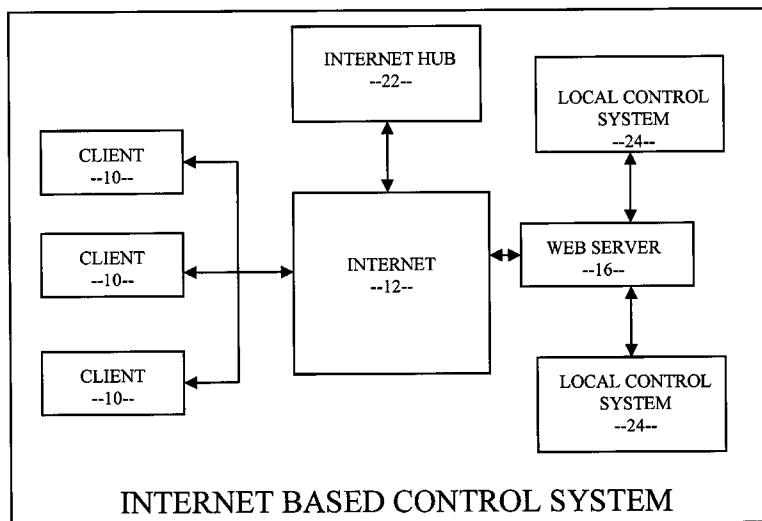 INTERNET HUB
--22--
LOCAL CONTROL
SYSTEM
--24--
CLIENT
--10--
CLIENT
--10--
INTERNET
--12--
WEB SERVER
--16--
CLIENT
--10--
LOCAL CONTROL
SYSTEM
--24--
INTERNET BASED CONTROL SYSTEM